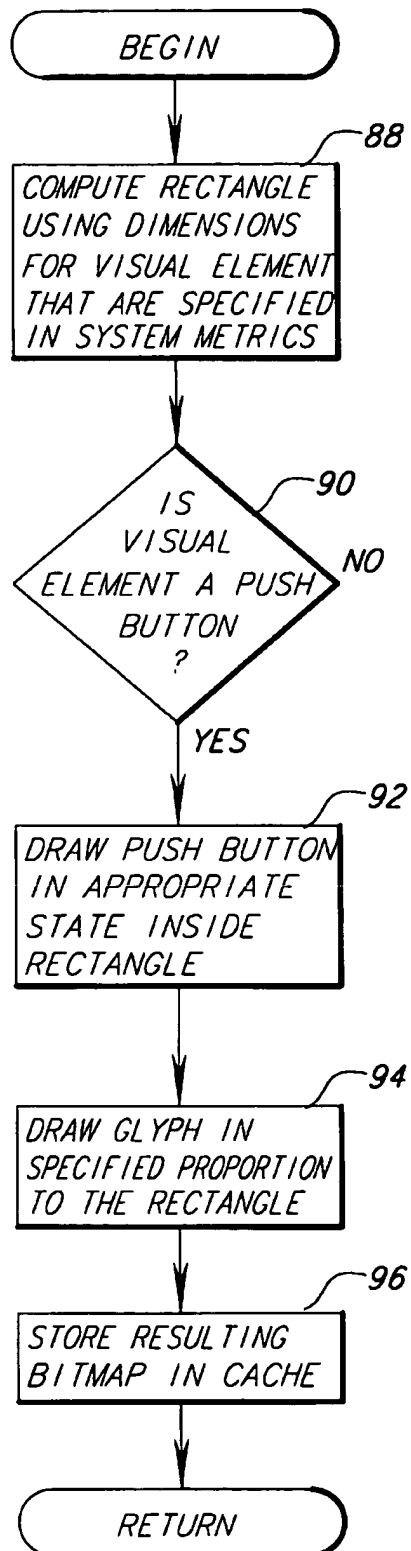 BEGIN
88
COMPUTE RECTANGLE
USING DIMENSIONS
FOR VISUAL ELEMENT
THAT ARE SPECIFIED
IN SYSTEM METRICS
90
IS
VISUAL
ELEMENT A PUSH
BUTTON
?
NO
YES
92
DRAW PUSH BUTTON
IN APPROPRIATE
STATE INSIDE
RECTANGLE
94
DRAW GLYPH IN
SPECIFIED PROPORTION
TO THE RECTANGLE
96
STORE RESULTING
BITMAP IN CACHE
RETURN